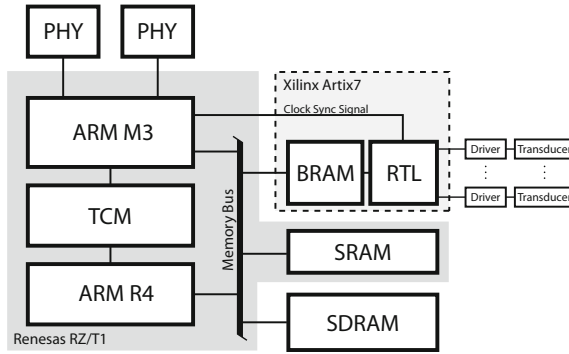 PHY
PHY
Xilinx Artix7
Clock Sync Signal
ARM M3
BRAM
RTL
Driver
Transducer
TCM
Driver
Transducer
Memory Bus
SRAM
ARM R4
SDRAM
Renesas RZ/T1